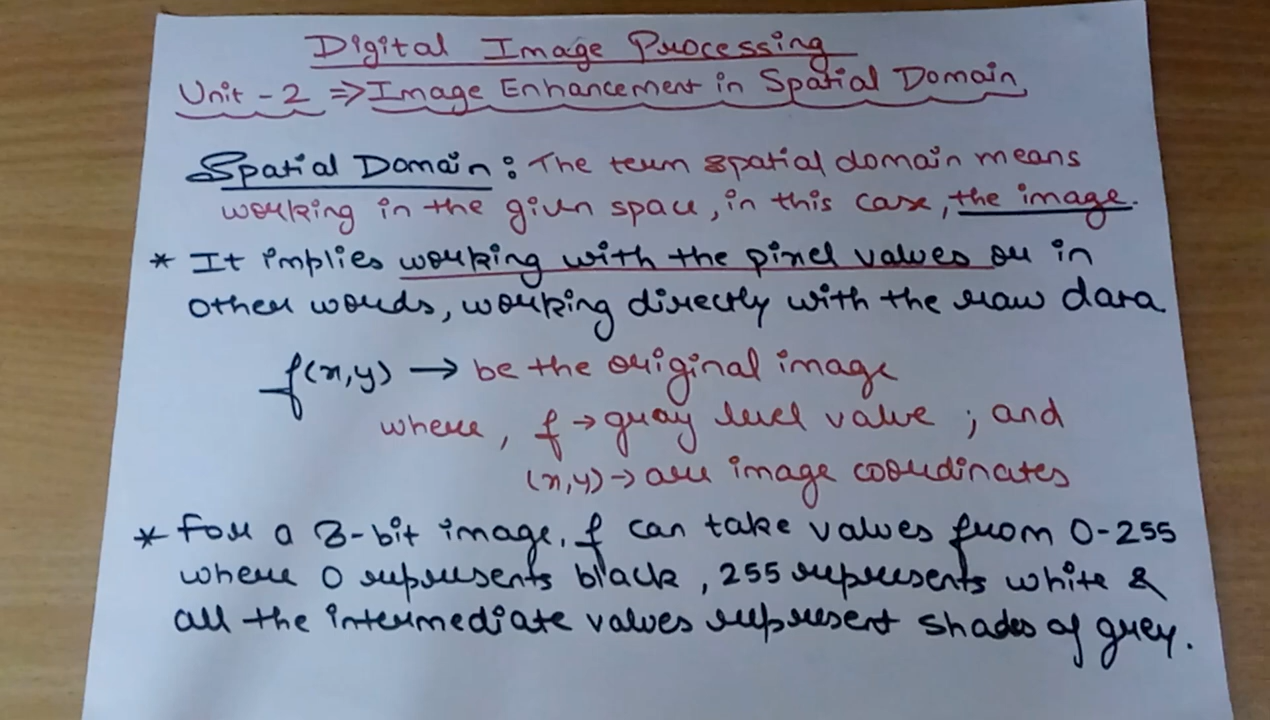 Digital Image Processing
Unit - 2 ⇒ Image Enhancement in Spatial Domain
Spatial Domain : The term spatial domain means
working in the given space, in this case, the image.
* It implies working with the pixel values or in
other words, working directly with the raw data
f(x,y) → be the original image
where, f → gray level value ; and
(x,y) → are image coordinates
* For a 8-bit image, f can take values from 0-255
where 0 represents black, 255 represents white &
all the intermediate values represent shades of grey.